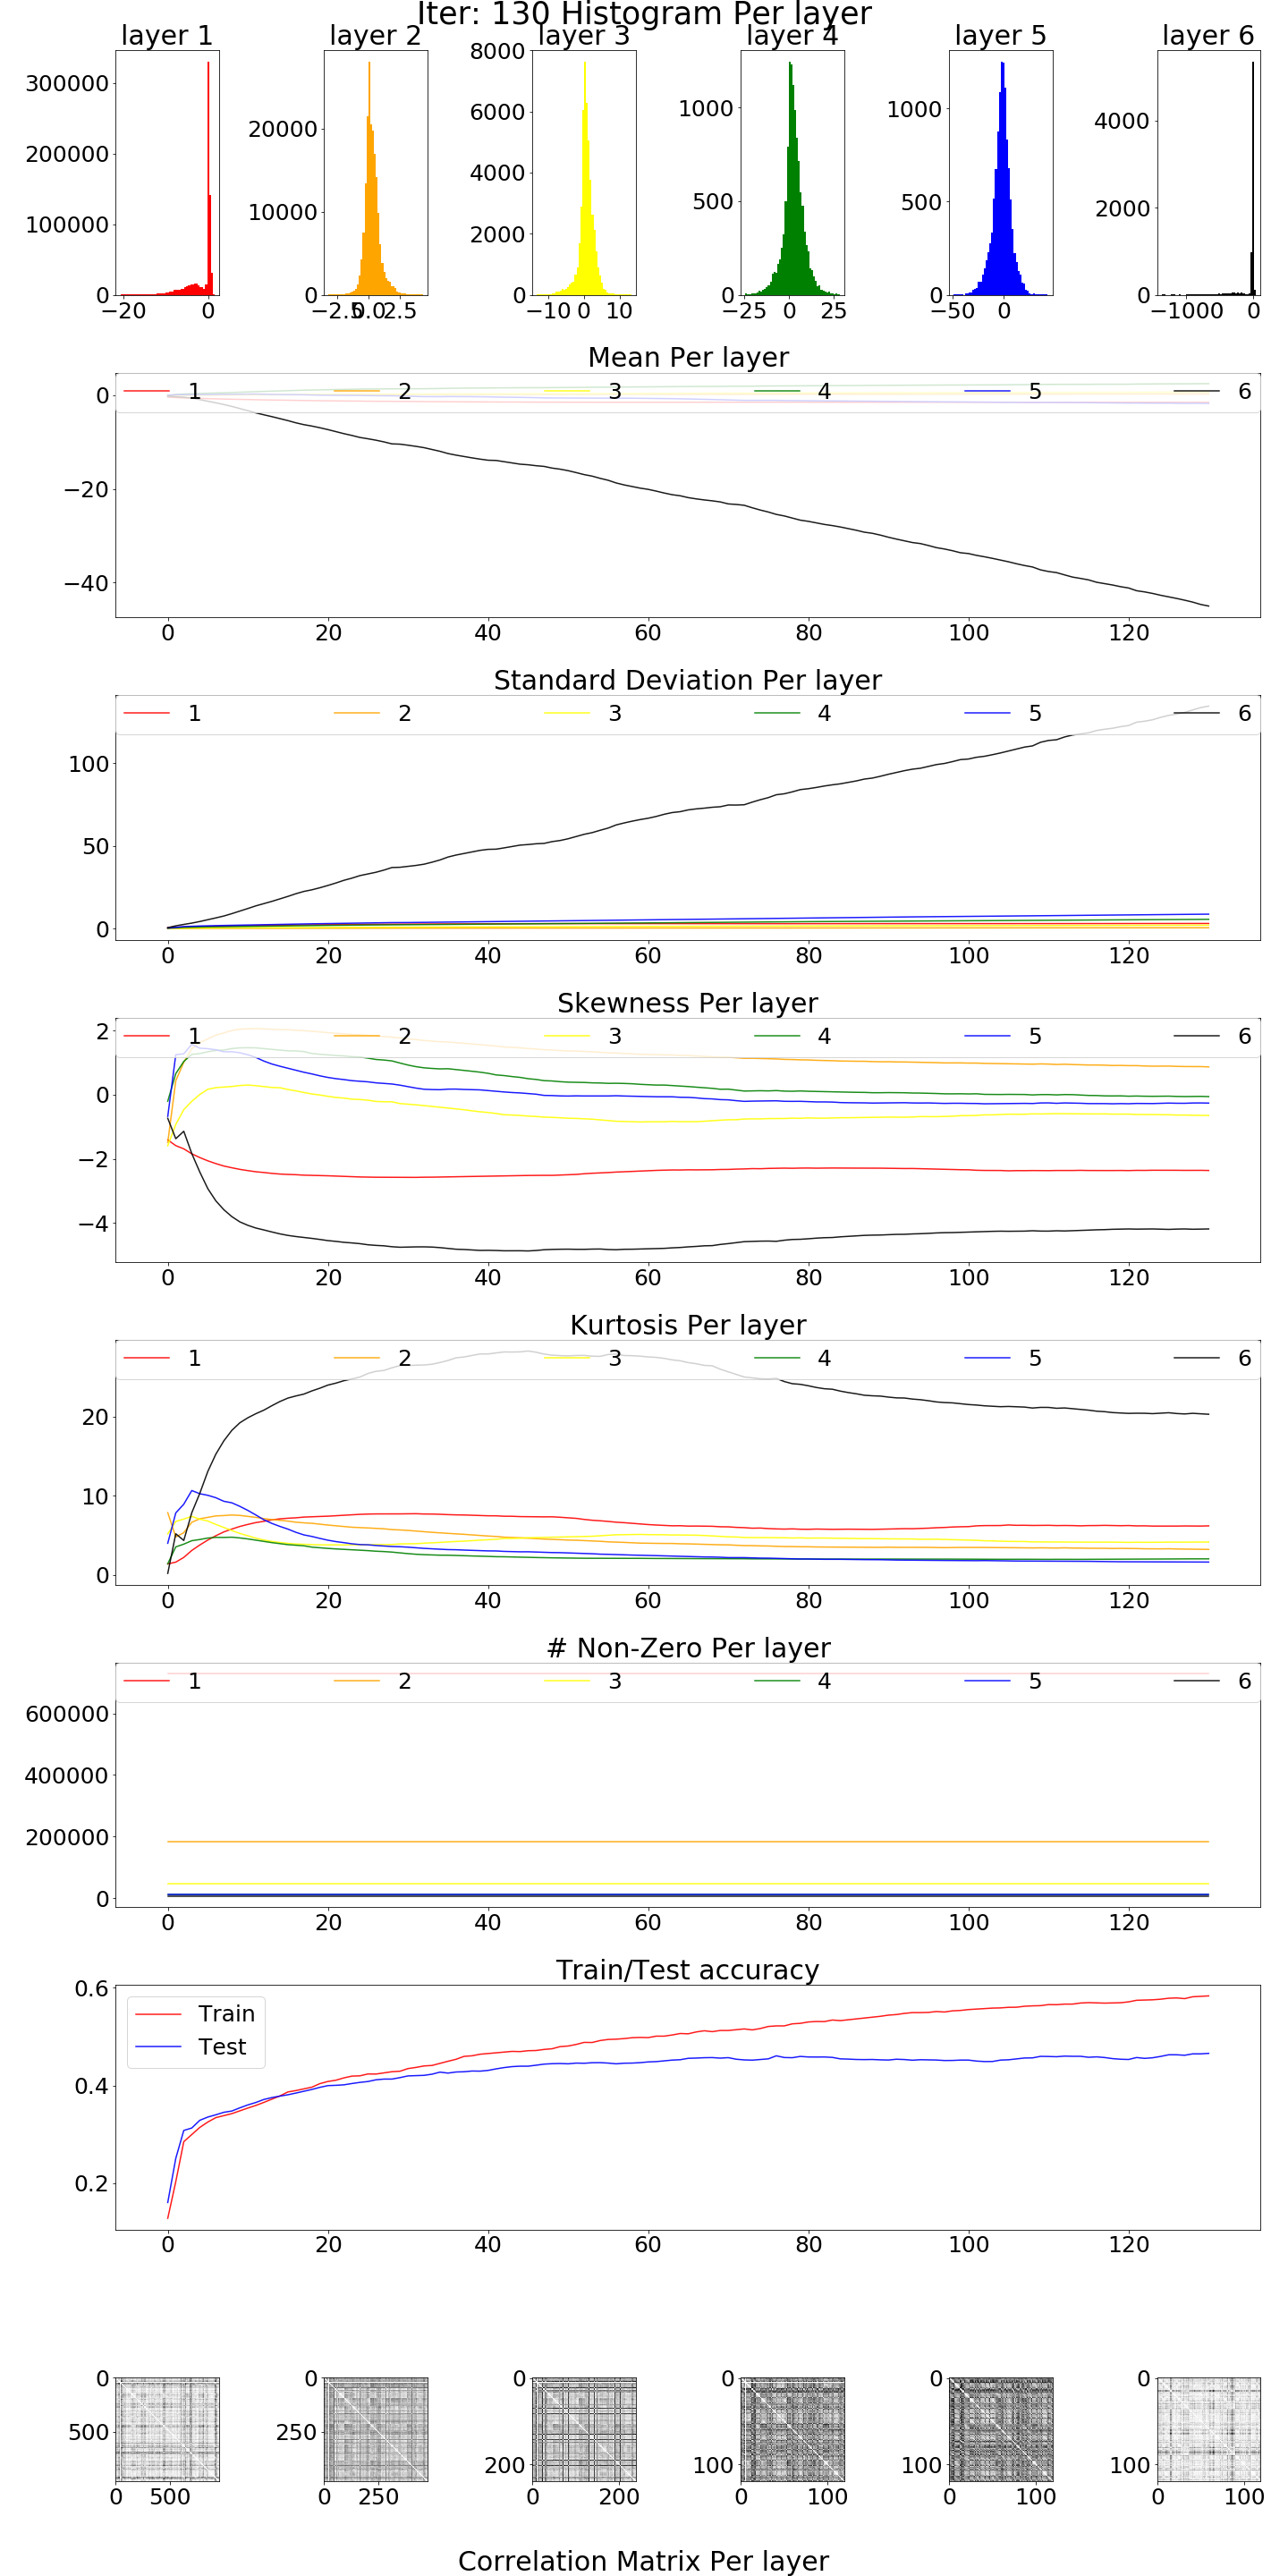 Iter: 130 Histogram Per layer
layer 1 layer 2 layer 3 layer 4 layer 5 layer 6
300000
200000
100000
0
−20 0
20000
10000
0
−2.5 0.0 2.5
8000
6000
4000
2000
0
−10 0 10
1000
500
0
−25 0 25
1000
500
0
−50 0
4000
2000
0
−1000 0
Mean Per layer
1 2 3 4 5 6
0
−20
−40
0 20 40 60 80 100 120
Standard Deviation Per layer
1 2 3 4 5 6
100
50
0
0 20 40 60 80 100 120
Skewness Per layer
1 2 3 4 5 6
2
0
−2
−4
0 20 40 60 80 100 120
Kurtosis Per layer
1 2 3 4 5 6
20
10
0
0 20 40 60 80 100 120
# Non-Zero Per layer
1 2 3 4 5 6
600000
400000
200000
0
0 20 40 60 80 100 120
Train/Test accuracy
Train
Test
0.6
0.4
0.2
0 20 40 60 80 100 120
0
500
0 500
0
250
0 250
0
200
0 200
0
100
0 100
0
100
0 100
0
100
0 100
Correlation Matrix Per layer